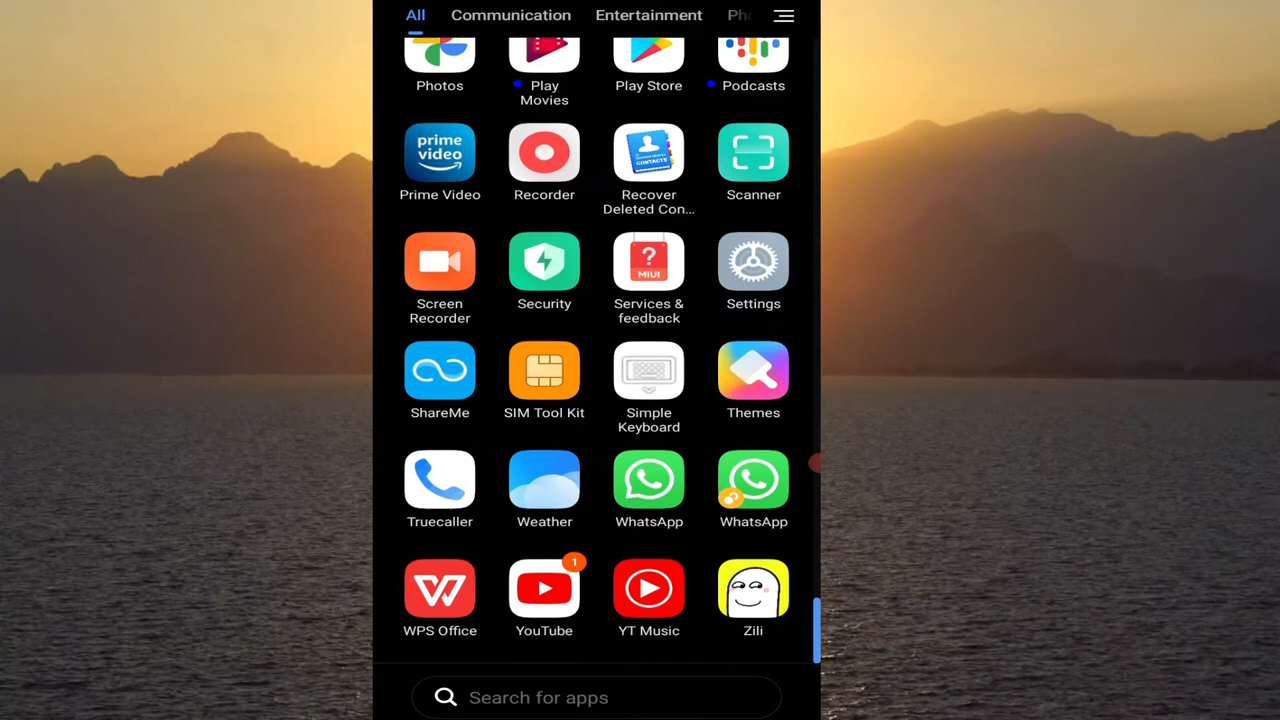 All Communication Entertainment Ph
Photos Play Movies Play Store Podcasts
prime video
CONTACTS
Prime Video Recorder Recover Deleted Con... Scanner
?
MIUI
Screen Recorder Security Services & feedback Settings
ShareMe SIM Tool Kit Simple Keyboard Themes
Truecaller Weather WhatsApp WhatsApp
1
WPS Office YouTube YT Music Zili
Search for apps